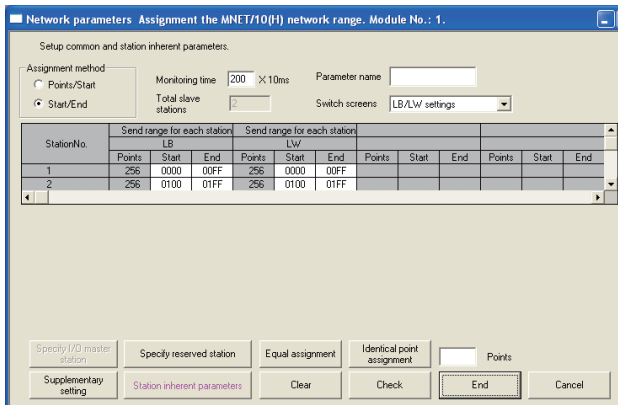 Network parameters Assignment the MNET/10(H) network range. Module No.: 1.
Setup common and station inherent parameters.
Assignment method
Points/Start
Start/End
Monitoring time 200 X 10ms
Total slave stations 2
Parameter name
Switch screens LB/LW settings
StationNo. Send range for each station Send range for each station
LB LW
Points Start End Points Start End Points Start End Points Start End
1 256 0000 00FF 256 0000 00FF
2 256 0100 01FF 256 0100 01FF
Specify I/O master station Specify reserved station Equal assignment Identical point assignment Points
Supplementary setting Station inherent parameters Clear Check End Cancel